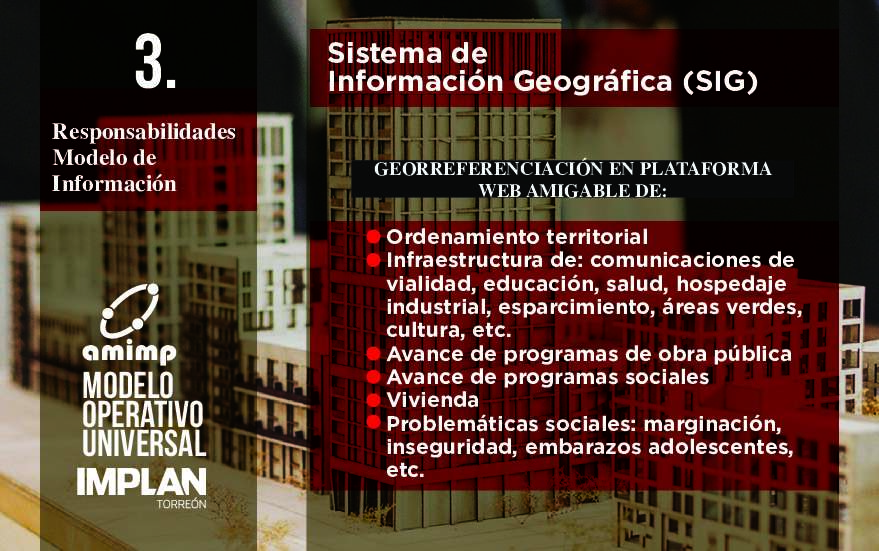 3.
Responsabilidades
Modelo de
Información
amimp
MODELO
OPERATIVO
UNIVERSAL
IMPLAN
TORREÓN
Sistema de
Información Geográfica (SIG)
GEORREFERENCIACIÓN EN PLATAFORMA
WEB AMIGABLE DE:
Ordenamiento territorial
Infraestructura de: comunicaciones de
vialidad, educación, salud, hospedaje
industrial, esparcimiento, áreas verdes,
cultura, etc.
Avance de programas de obra pública
Avance de programas sociales
Vivienda
Problemáticas sociales: marginación,
inseguridad, embarazos adolescentes,
etc.